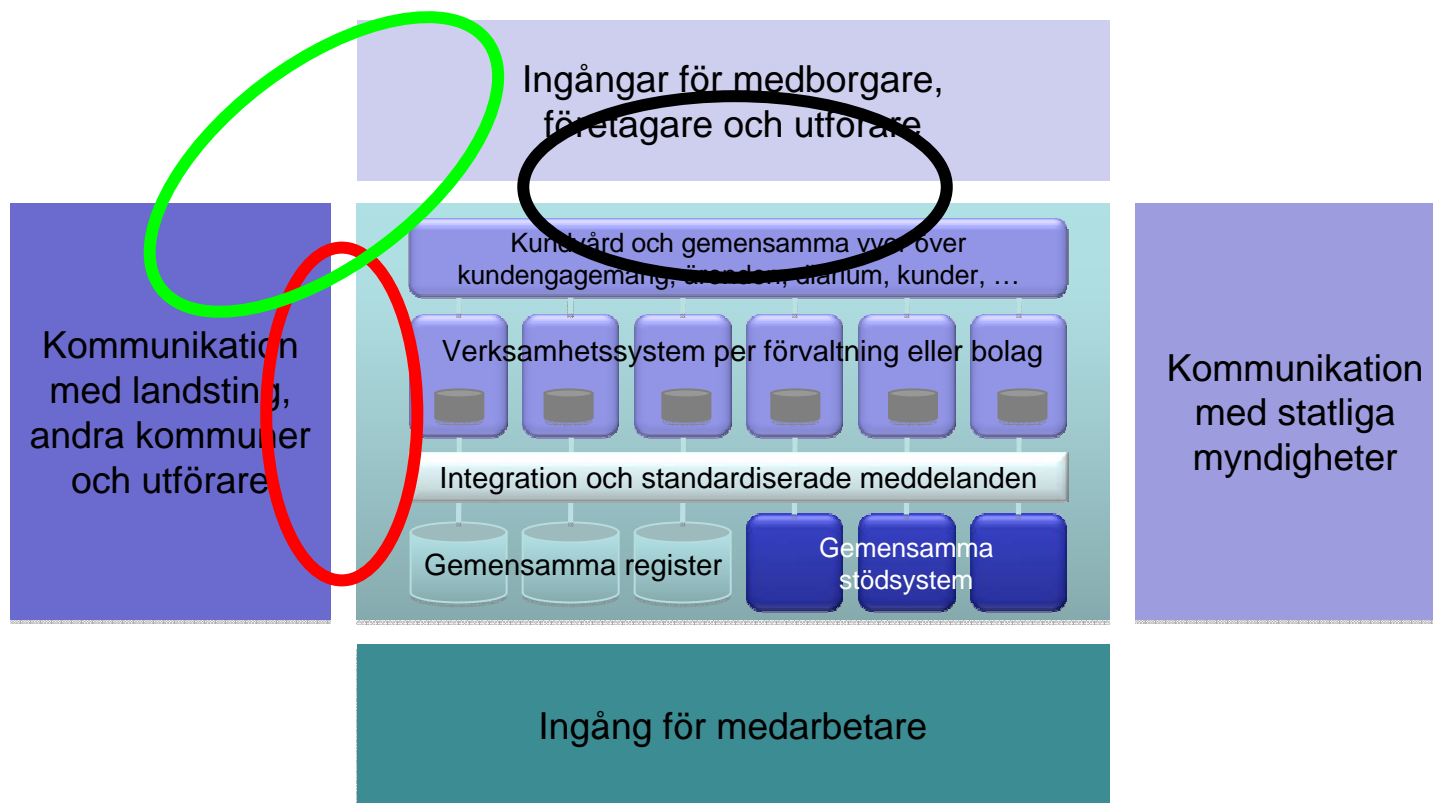 Ingångar för medborgare,
företagare och utförare
Kundvård och gemensamma vyer över
kundengagemang, ärenden, diarium, kunder, …
Kommunikation
med landsting,
andra kommuner
och utförare
Verksamhetssystem per förvaltning eller bolag
Kommunikation
med statliga
myndigheter
Integration och standardiserade meddelanden
Gemensamma register
Gemensamma
stödsystem
Ingång för medarbetare